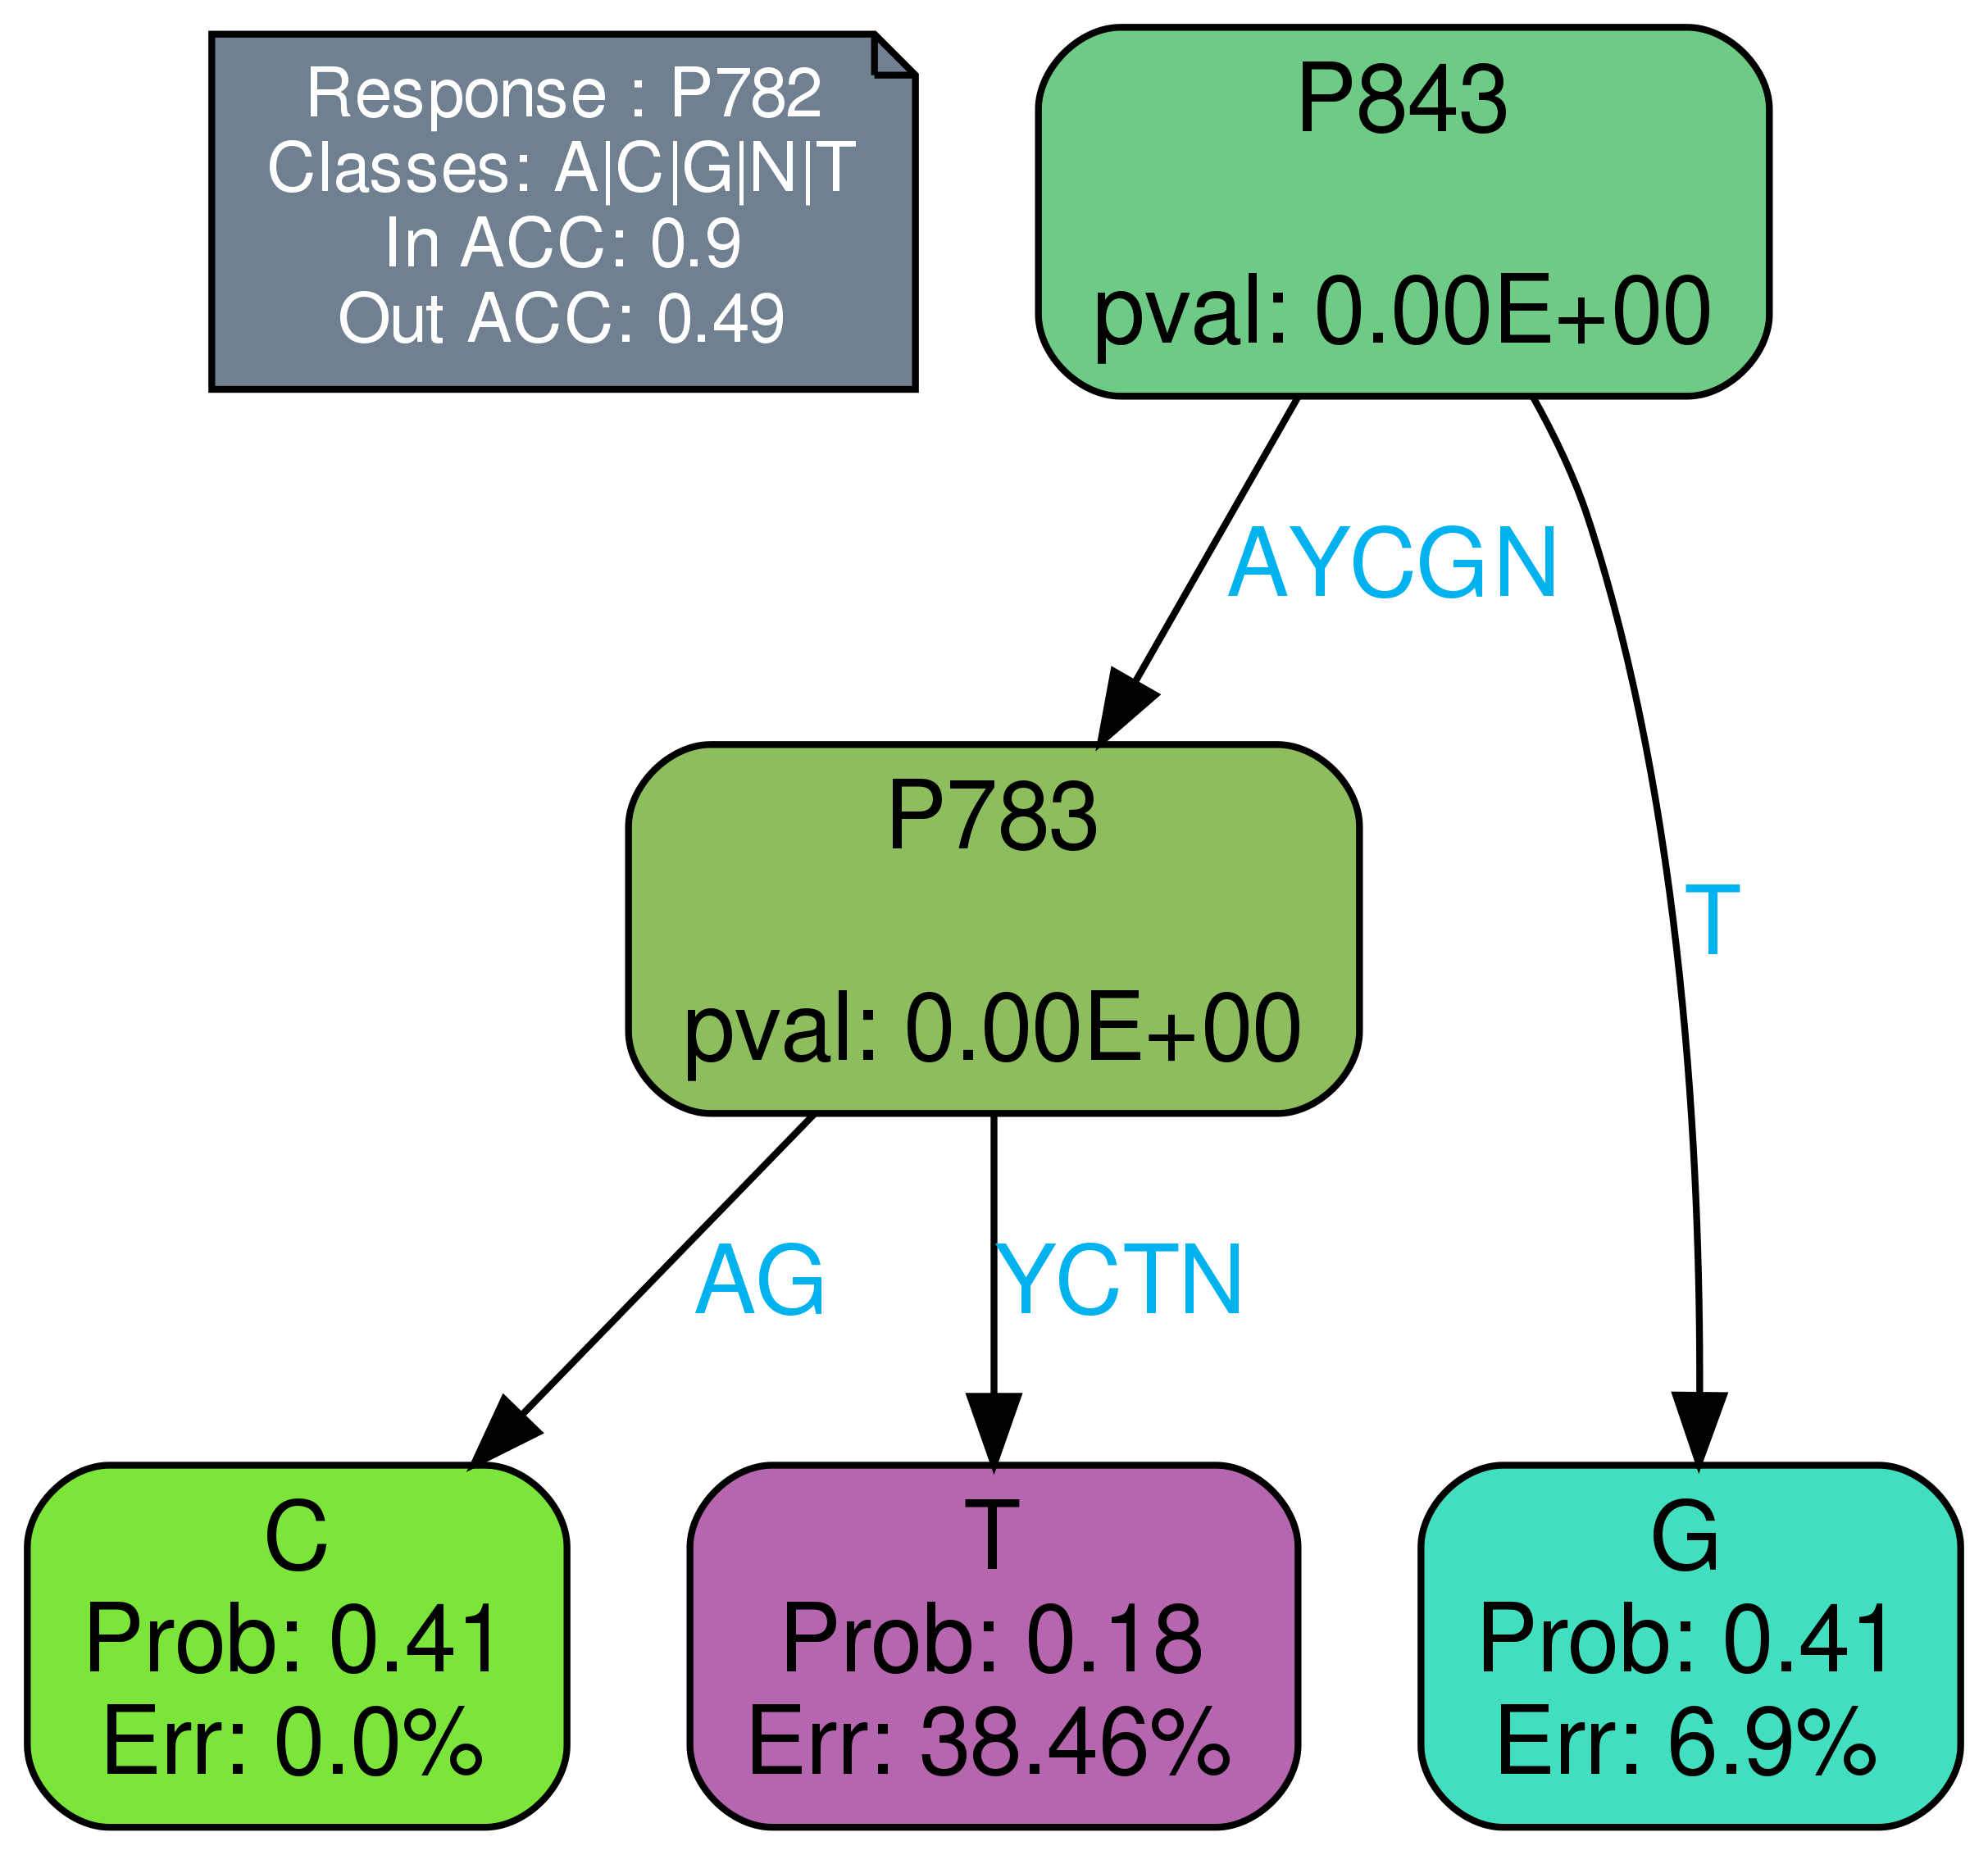 Response : P782
Classes: A|C|G|N|T
In ACC: 0.9
Out ACC: 0.49
P843
pval: 0.00E+00
AYCGN
T
P783
pval: 0.00E+00
AG
YCTN
C
Prob: 0.41
Err: 0.0%
T
Prob: 0.18
Err: 38.46%
G
Prob: 0.41
Err: 6.9%